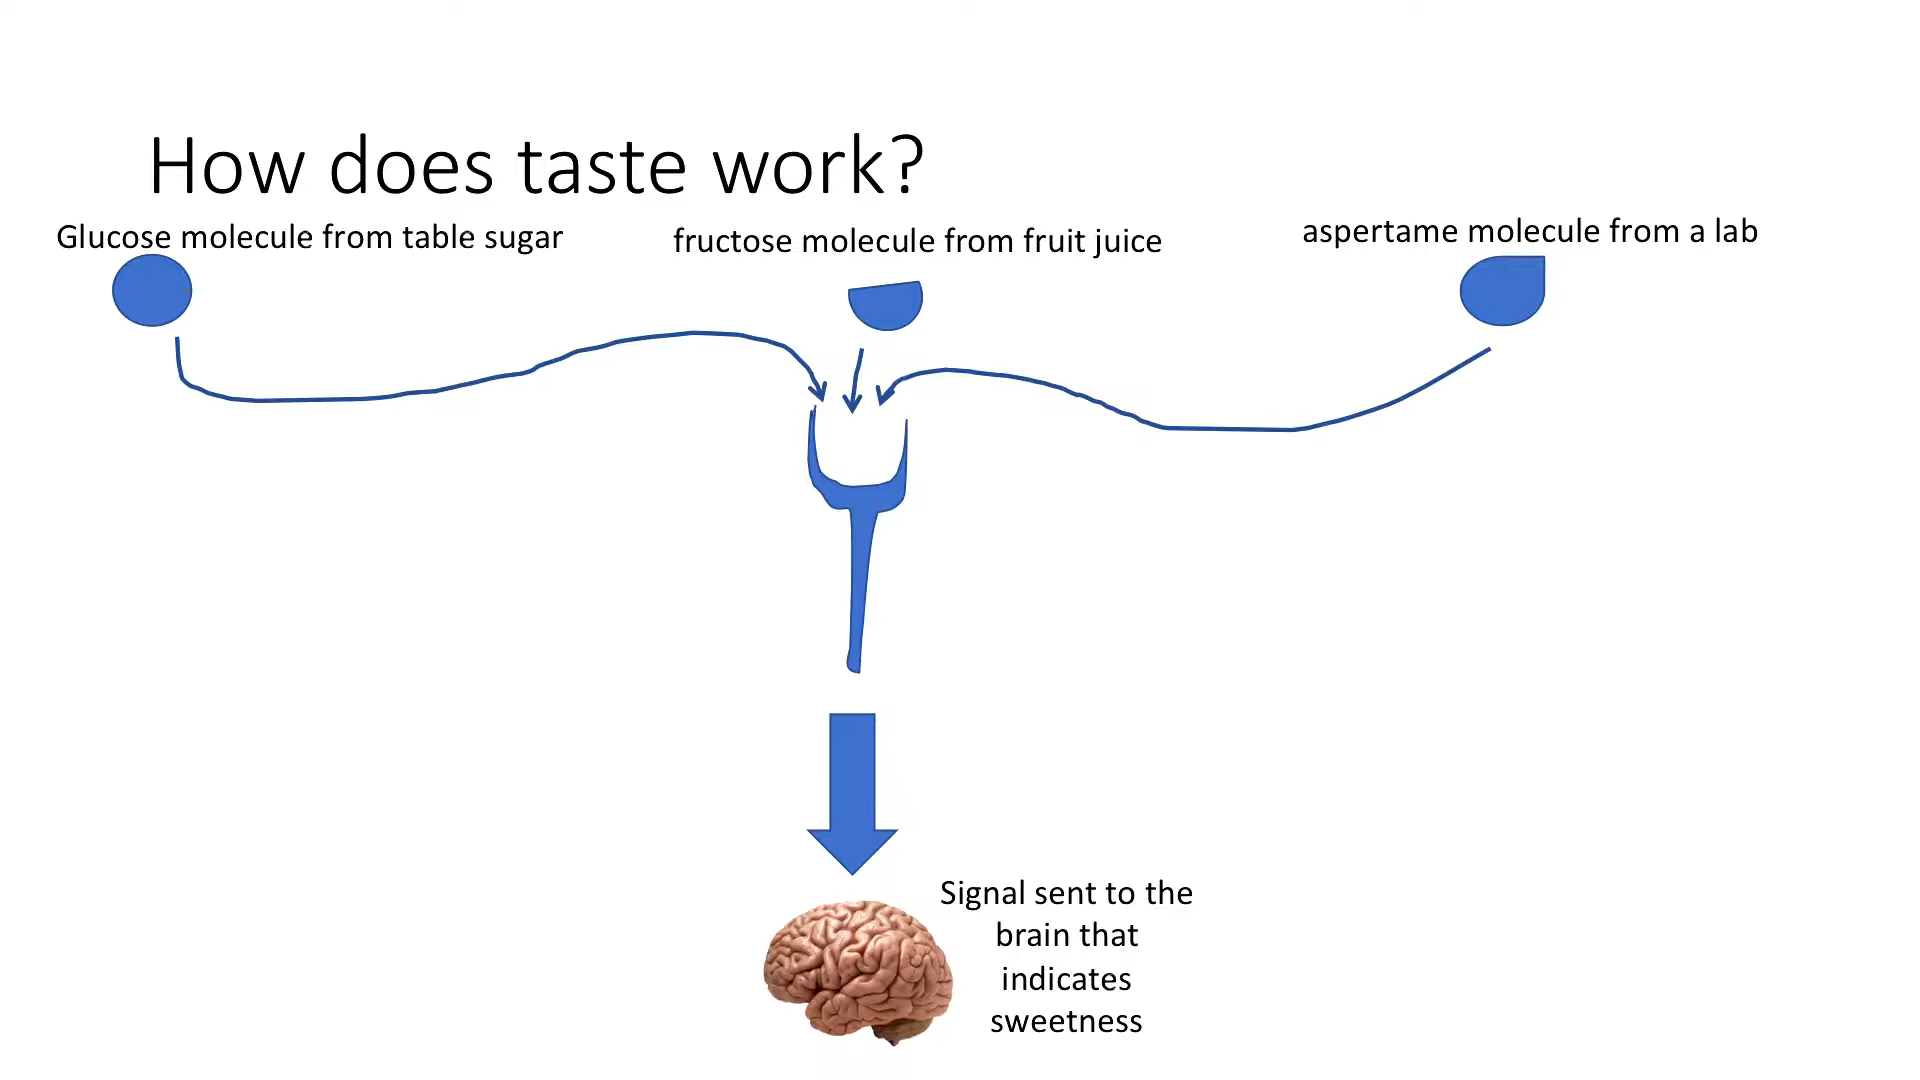 How does taste work?
Glucose molecule from table sugar
fructose molecule from fruit juice
aspertame molecule from a lab
Signal sent to the
brain that
indicates
sweetness